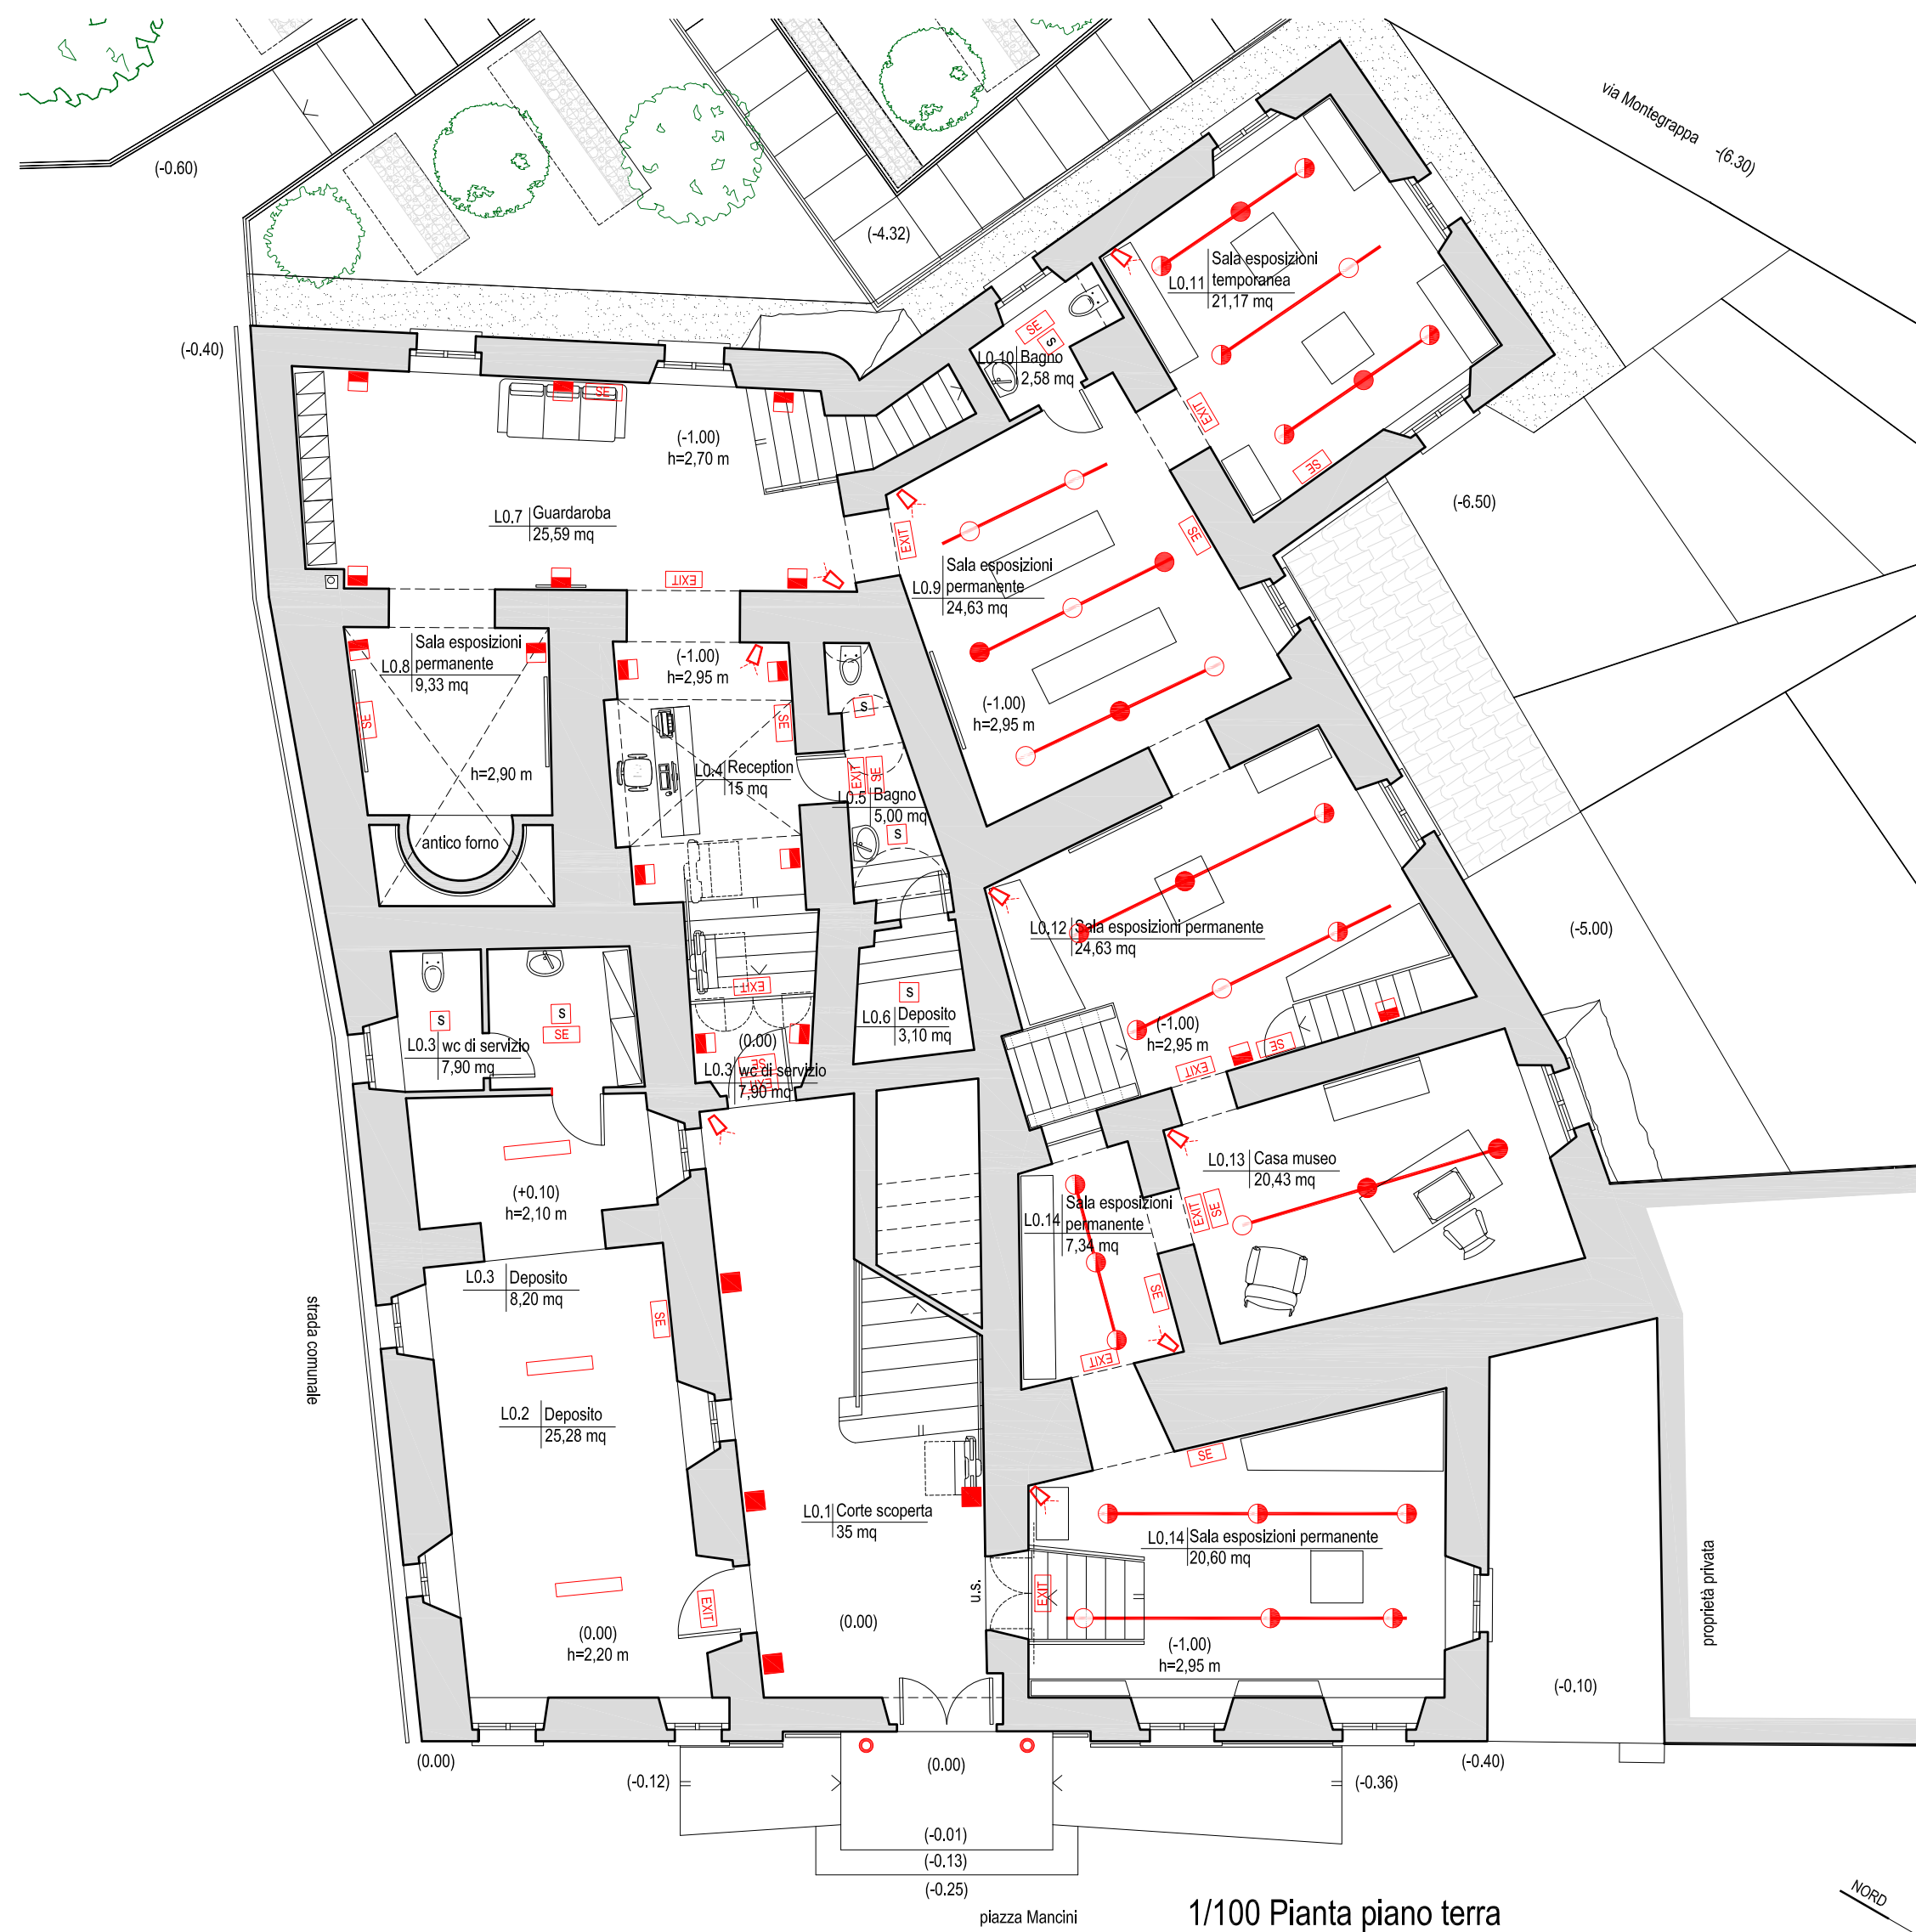 via Montegrappa
-(6.30)
(-0.60)
(-4.32)
L0.11
Sala esposizioni
temporanea
21,17 mq
(-0.40)
SE
s
L0.10
Bagno
2,58 mq
SE
EXIT
(-1.00)
h=2,70 m
SE
(-6.50)
L0.7
Guardaroba
25,59 mq
EXIT
SE
L0.9
Sala esposizioni
permanente
24,63 mq
EXIT
L0.8
Sala esposizioni
permanente
9,33 mq
(-1.00)
h=2,95 m
SE
SE
s
(-1.00)
h=2,95 m
h=2,90 m
L0.4
Reception
15 mq
EXIT
SE
L0.5
Bagno
5,00 mq
s
antico forno
L0.12
Sala esposizioni permanente
24,63 mq
(-5.00)
EXIT
s
L0.6
Deposito
3,10 mq
s
s
SE
L0.3
wc di servizio
7,90 mq
(0.00)
SE
EXIT
L0.3
wc di servizio
7,90 mq
(-1.00)
h=2,95 m
SE
EXIT
L0.13
Casa museo
20,43 mq
(+0.10)
h=2,10 m
EXIT
SE
L0.14
Sala esposizioni
permanente
7,34 mq
L0.3
Deposito
8,20 mq
SE
SE
EXIT
strada comunale
L0.2
Deposito
25,28 mq
SE
L0.1
Corte scoperta
35 mq
L0.14
Sala esposizioni permanente
20,60 mq
u.s.
EXIT
EXIT
proprietà privata
(0.00)
(0.00)
h=2,20 m
(-1.00)
h=2,95 m
(-0.10)
(0.00)
(-0.12)
(0.00)
(-0.36)
(-0.40)
(-0.01)
(-0.13)
(-0.25)
piazza Mancini
1/100 Pianta piano terra
NORD